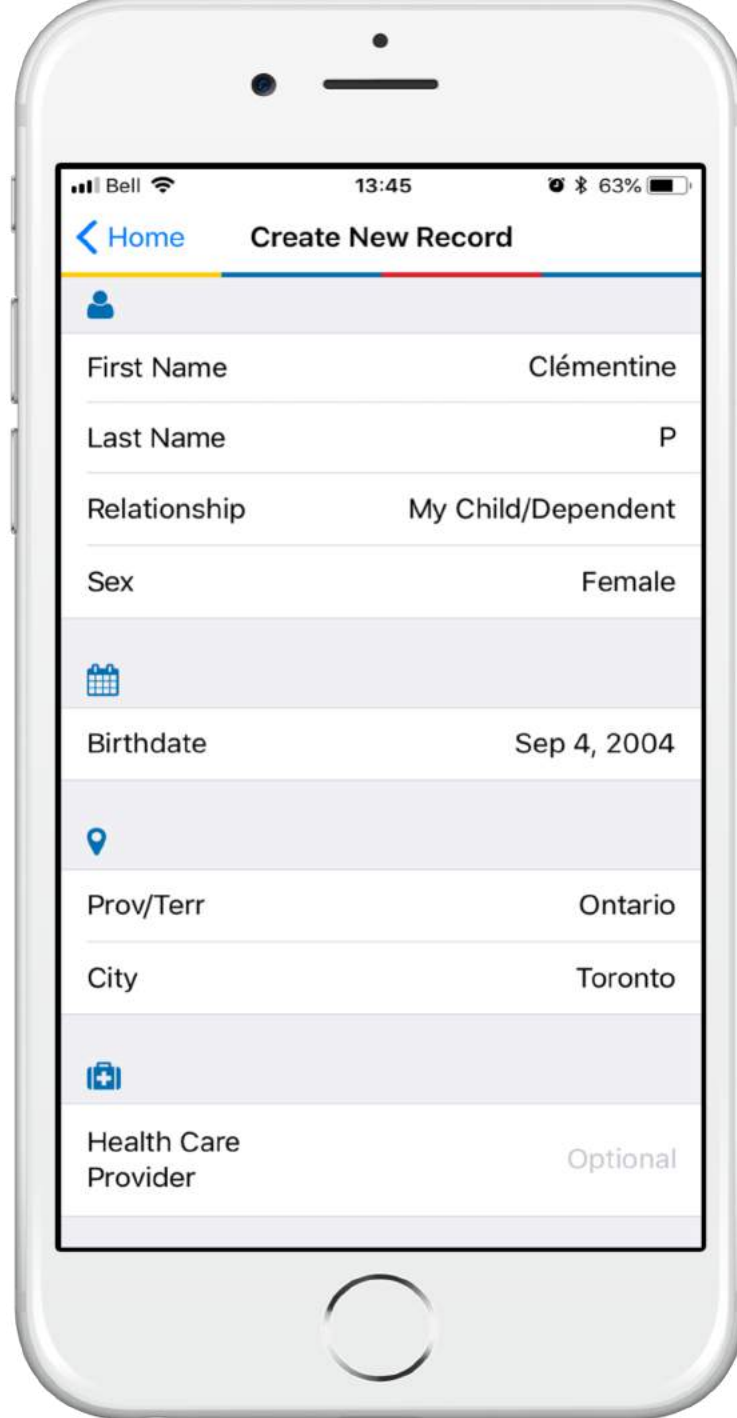 Bell 13:45 63%
Home Create New Record
First Name Clémentine
Last Name P
Relationship My Child/Dependent
Sex Female
Birthdate Sep 4, 2004
Prov/Terr Ontario
City Toronto
Health Care
Provider Optional